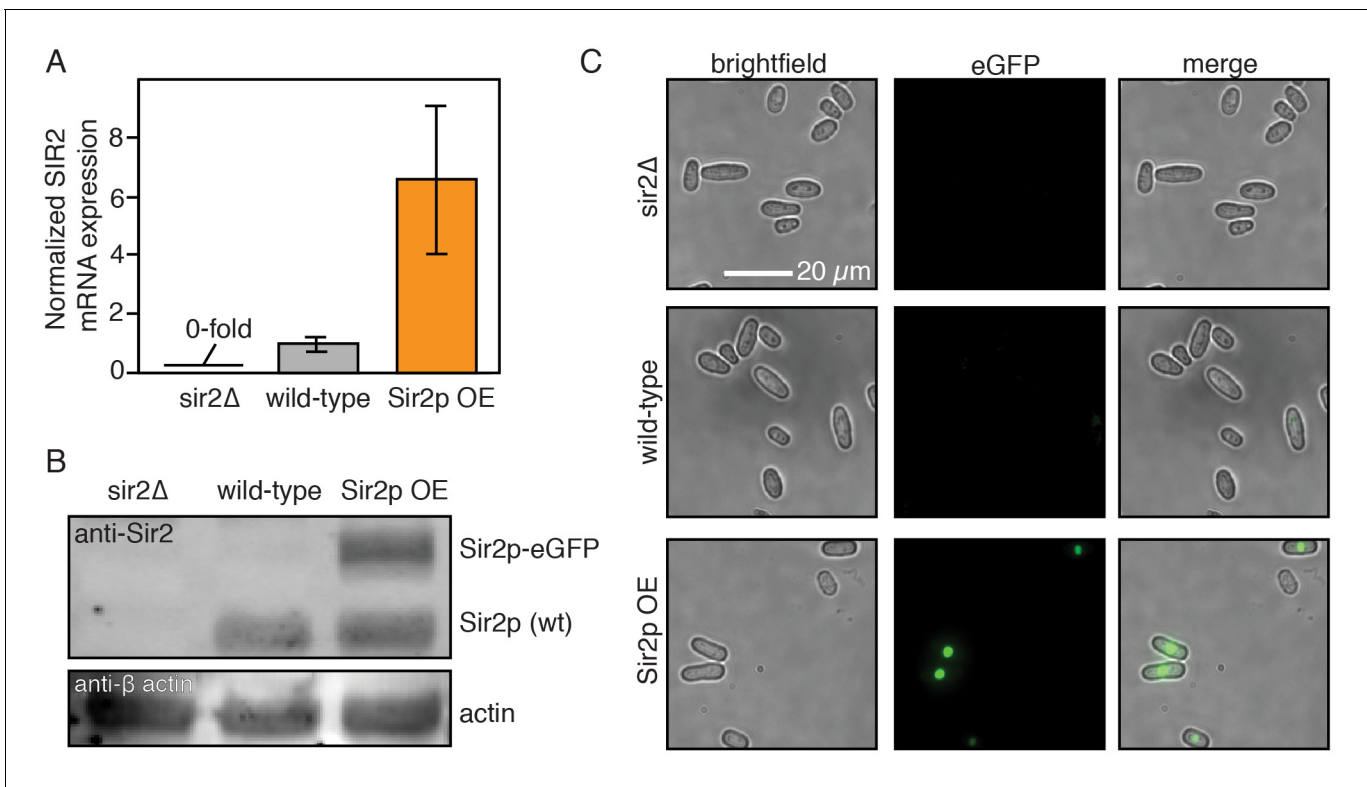 A
Normalized SIR2
mRNA expression
8
6
4
2
0
0-fold
sir2Δ wild-type Sir2p OE
B
sir2Δ wild-type Sir2p OE
anti-Sir2
Sir2p-eGFP
Sir2p (wt)
anti-β actin
actin
C
brightfield eGFP merge
sir2Δ
20 µm
wild-type
Sir2p OE